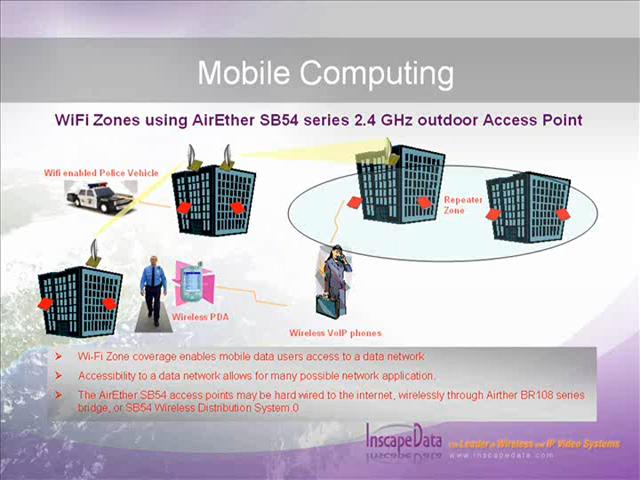 Mobile Computing
WiFi Zones using AirEther SB54 series 2.4 GHz outdoor Access Point
Wifi enabled Police Vehicle
Repeater
Zone
Wireless PDA
Wireless VoIP phones
Wi-Fi Zone coverage enables mobile data users access to a data network
Accessibility to a data network allows for many possible network application.
The AirEther SB54 access points may be hard wired to the internet, wirelessly through Airther BR108 series
bridge, or SB54 Wireless Distribution System.0
InscapeData
The Leader in Wireless and IP Video Systems
www.inscapedata.com